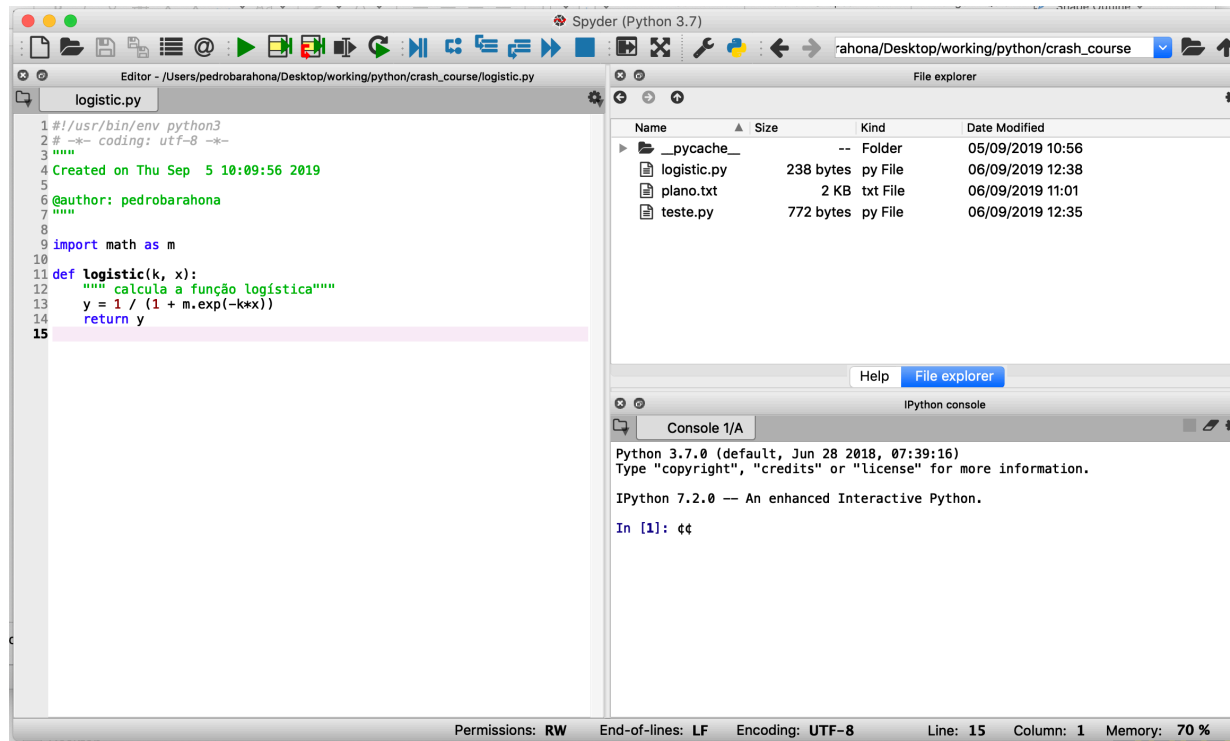 Spyder (Python 3.7)
rahona/Desktop/working/python/crash_course
Editor - /Users/pedrobarahona/Desktop/working/python/crash_course/logistic.py
logistic.py
1 #!/usr/bin/env python3
2 # -*- coding: utf-8 -*-
3 """
4 Created on Thu Sep  5 10:09:56 2019
5
6 @author: pedrobarahona
7 """
8
9 import math as m
10
11 def logistic(k, x):
12     """ calcula a função logística"""
13     y = 1 / (1 + m.exp(-k*x))
14     return y
15
File explorer
Name Size Kind Date Modified
__pycache__ -- Folder 05/09/2019 10:56
logistic.py 238 bytes py File 06/09/2019 12:38
plano.txt 2 KB txt File 06/09/2019 11:01
teste.py 772 bytes py File 06/09/2019 12:35
Help File explorer
IPython console
Console 1/A
Python 3.7.0 (default, Jun 28 2018, 07:39:16)
Type "copyright", "credits" or "license" for more information.
IPython 7.2.0 -- An enhanced Interactive Python.
In [1]: ¢¢
Permissions: RW End-of-lines: LF Encoding: UTF-8 Line: 15 Column: 1 Memory: 70 %